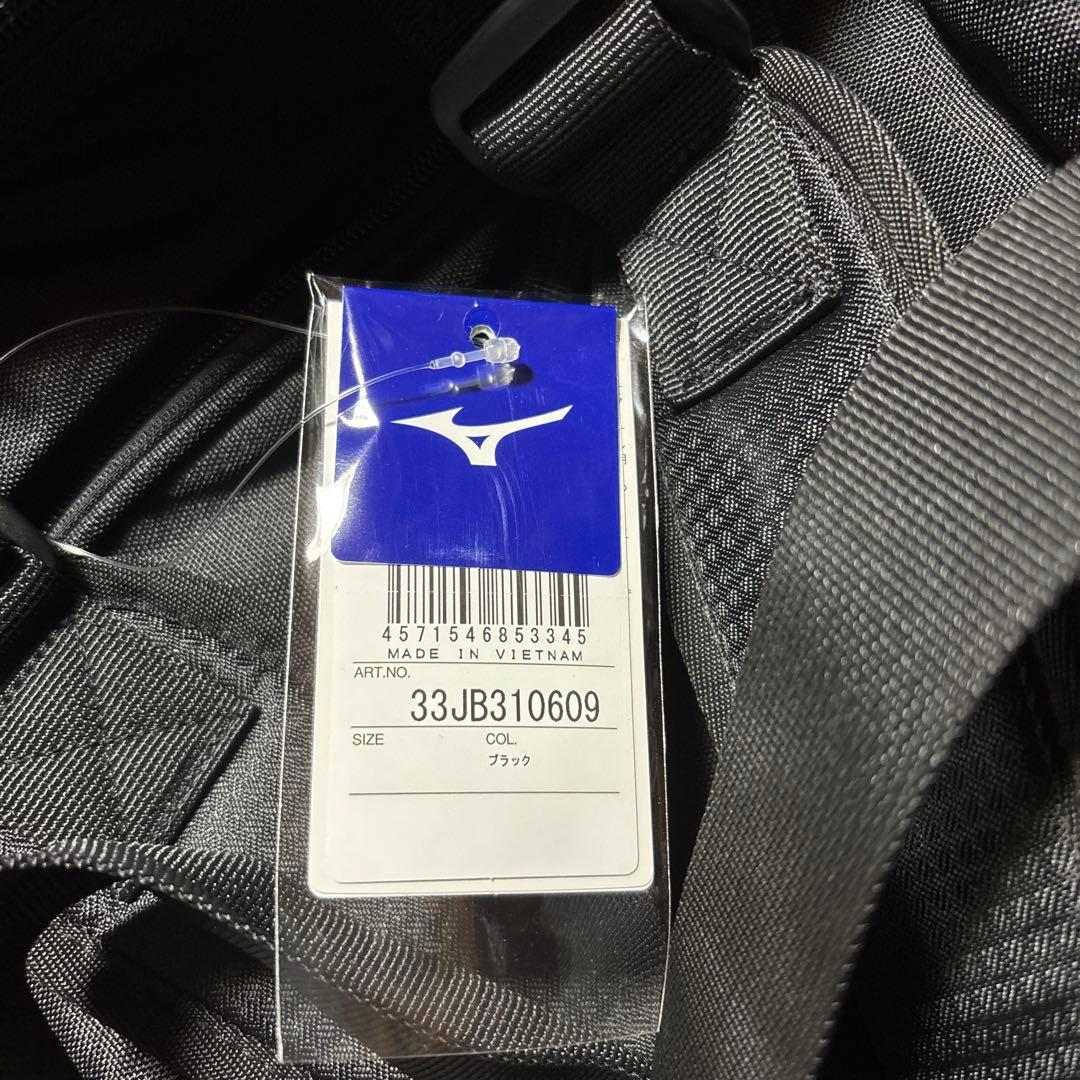 4571546853345
MADE IN VIETNAM
ART.NO.
33JB310609
SIZE COL.
ブラック